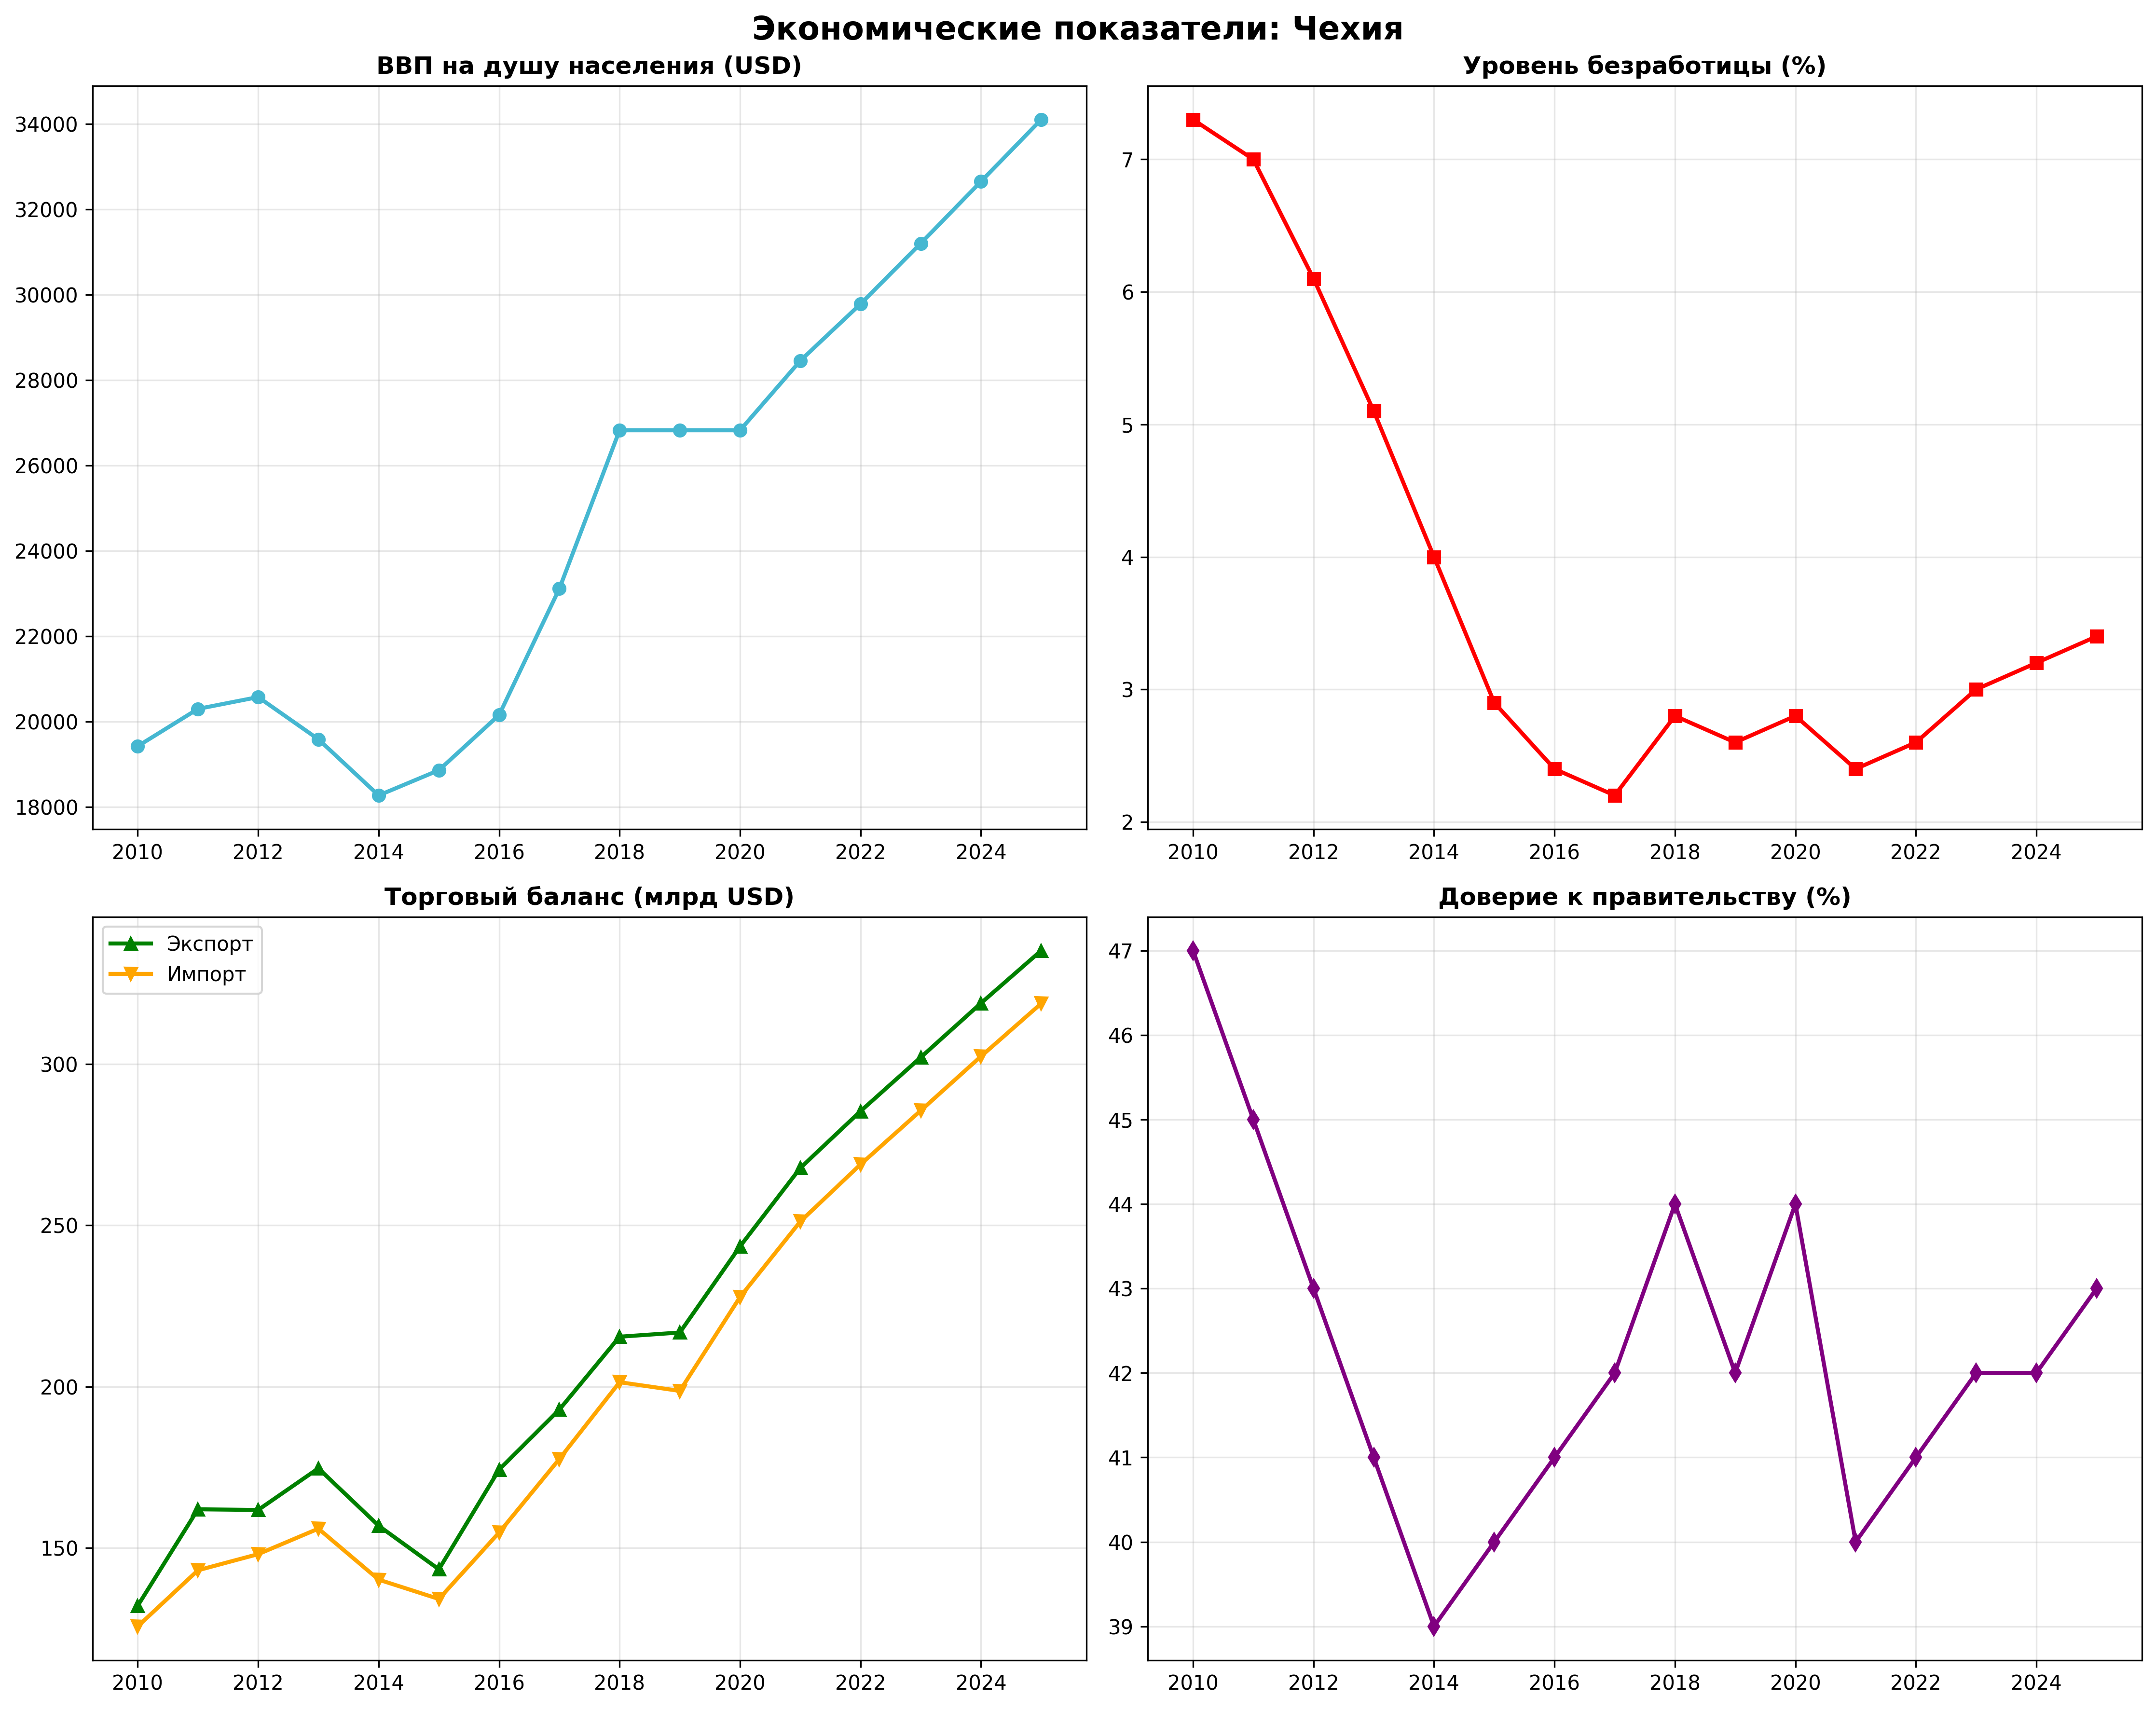 Экономические показатели: Чехия
ВВП на душу населения (USD)
34000
32000
30000
28000
26000
24000
22000
20000
18000
2010 2012 2014 2016 2018 2020 2022 2024
Уровень безработицы (%)
7
6
5
4
3
2
2010 2012 2014 2016 2018 2020 2022 2024
Торговый баланс (млрд USD)
Экспорт
Импорт
300
250
200
150
2010 2012 2014 2016 2018 2020 2022 2024
Доверие к правительству (%)
47
46
45
44
43
42
41
40
39
2010 2012 2014 2016 2018 2020 2022 2024